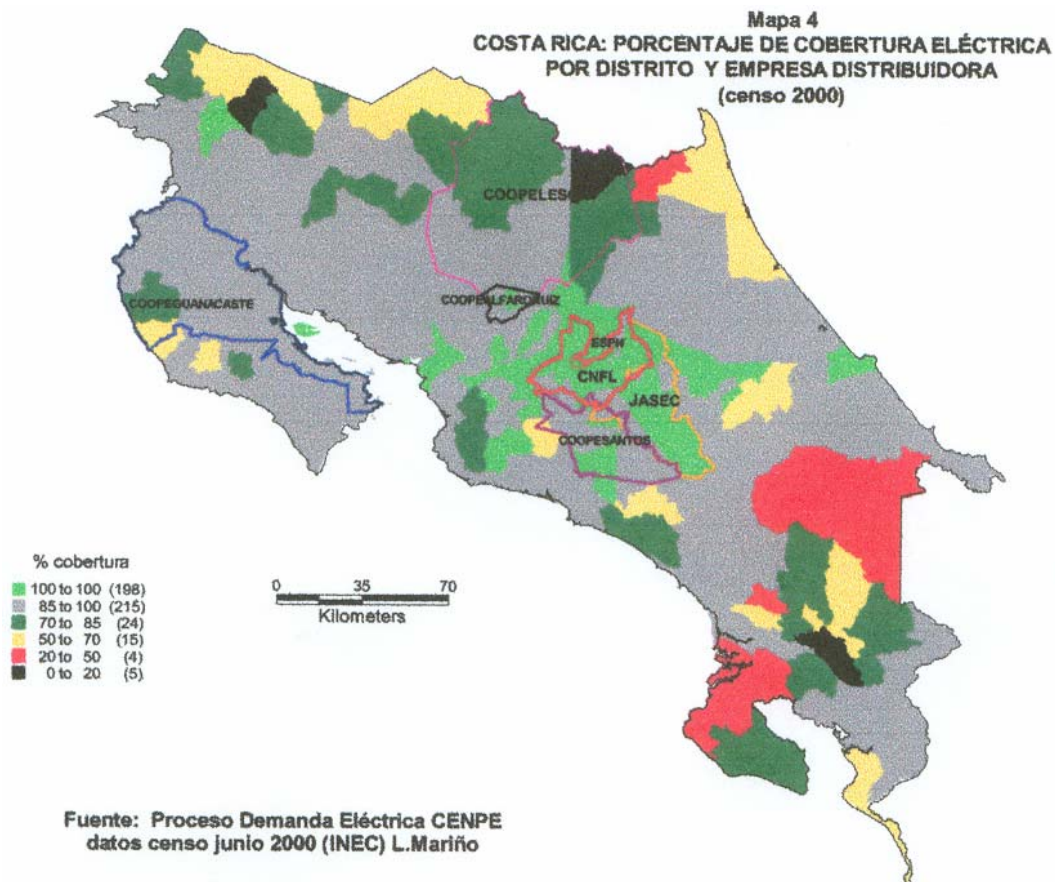 Mapa 4
COSTA RICA: PORCENTAJE DE COBERTURA ELÉCTRICA
POR DISTRITO Y EMPRESA DISTRIBUIDORA
(censo 2000)
COOPELES
COOPEGUANACASTE
COOPEALFARORUIZ
ESPH
CNFL
JASEC
COOPESANTOS
% cobertura
100 to 100 (198)
85 to 100 (215)
70 to 85 (24)
50 to 70 (15)
20 to 50 (4)
0 to 20 (5)
0 35 70
Kilometers
Fuente: Proceso Demanda Eléctrica CENPE
datos censo junio 2000 (INEC) L.Mariño